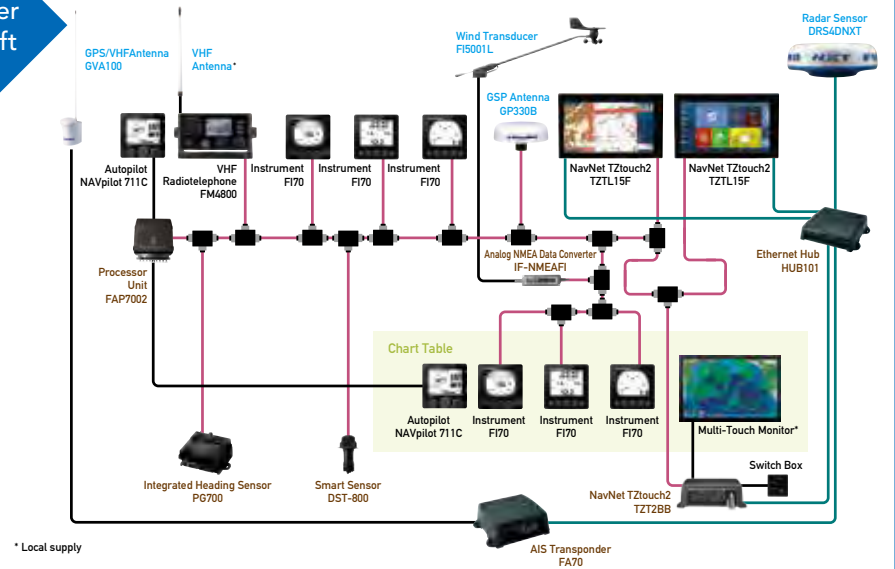 er
ft
GPS/VHFAntenna
GVA100
VHF
Antenna*
Wind Transducer
FI5001L
Radar Sensor
DRS4DNXT
GSP Antenna
GP330B
Autopilot
NAVpilot 711C
VHF
Radiotelephone
FM4800
Instrument
FI70
Instrument
FI70
Instrument
FI70
NavNet TZtouch2
TZTL15F
NavNet TZtouch2
TZTL15F
Processor
Unit
FAP7002
Analog NMEA Data Converter
IF-NMEAFI
Ethernet Hub
HUB101
Chart Table
Autopilot
NAVpilot 711C
Instrument
FI70
Instrument
FI70
Instrument
FI70
Multi-Touch Monitor*
Integrated Heading Sensor
PG700
Smart Sensor
DST-800
Switch Box
NavNet TZtouch2
TZT2BB
AIS Transponder
FA70
* Local supply